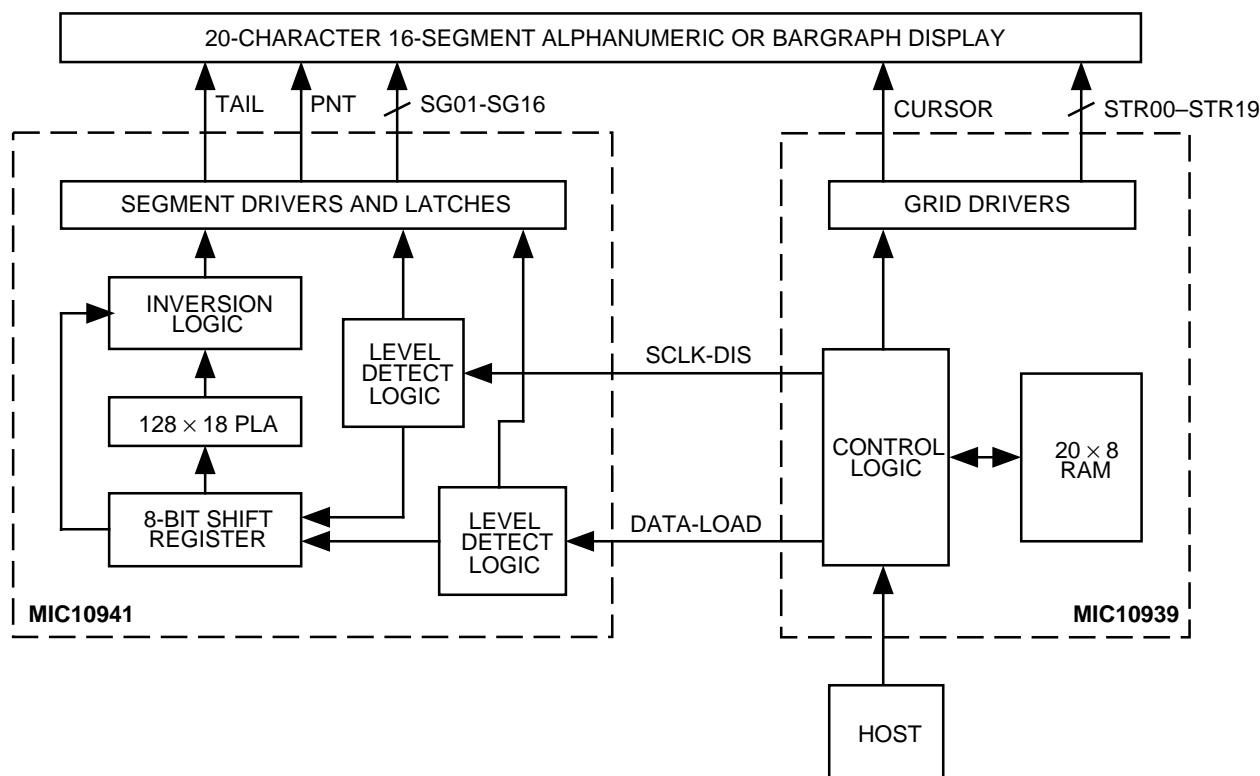 20-CHARACTER 16-SEGMENT ALPHANUMERIC OR BARGRAPH DISPLAY
TAIL
PNT
SG01-SG16
CURSOR
STR00–STR19
SEGMENT DRIVERS AND LATCHES
GRID DRIVERS
INVERSION
LOGIC
LEVEL
DETECT
LOGIC
SCLK-DIS
128 × 18 PLA
CONTROL
LOGIC
20 × 8
RAM
8-BIT SHIFT
REGISTER
LEVEL
DETECT
LOGIC
DATA-LOAD
MIC10941
MIC10939
HOST